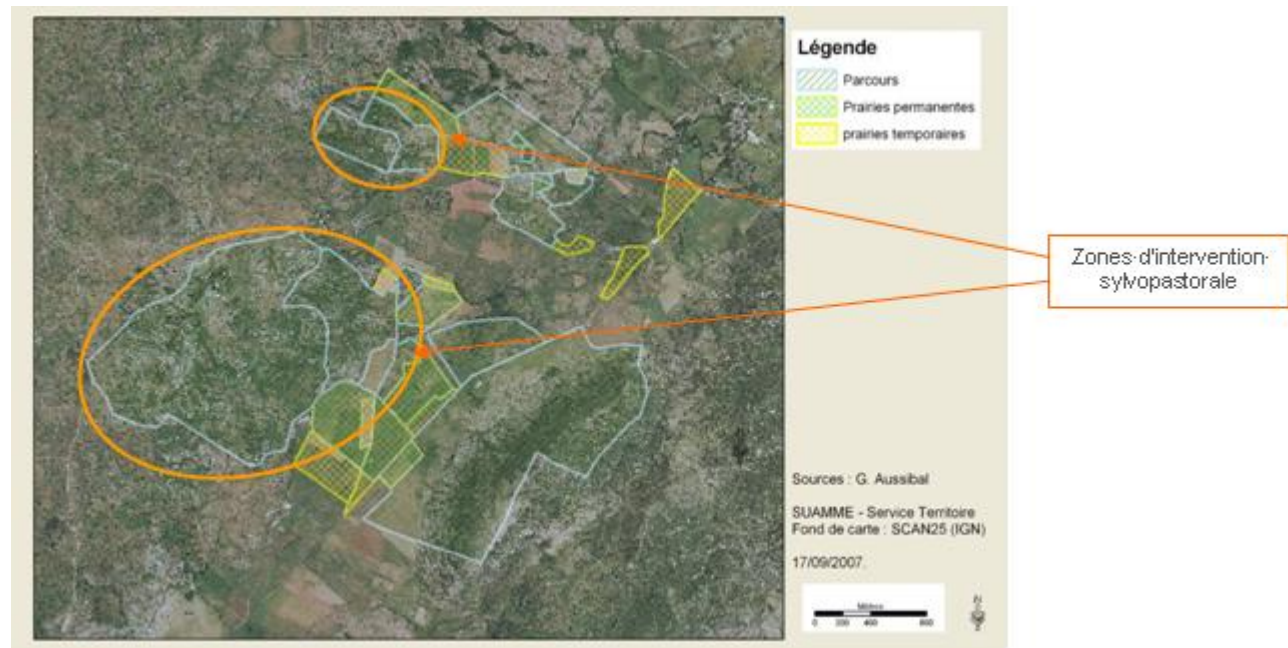 Légende
Parcours
Prairies permanentes
prairies temporaires
Zones d'intervention
sylvopastorale
Sources : G. Aussibal
SUAMME - Service Territoire
Fond de carte : SCAN25 (IGN)
17/09/2007.
Mètres
0 200 400 800
N